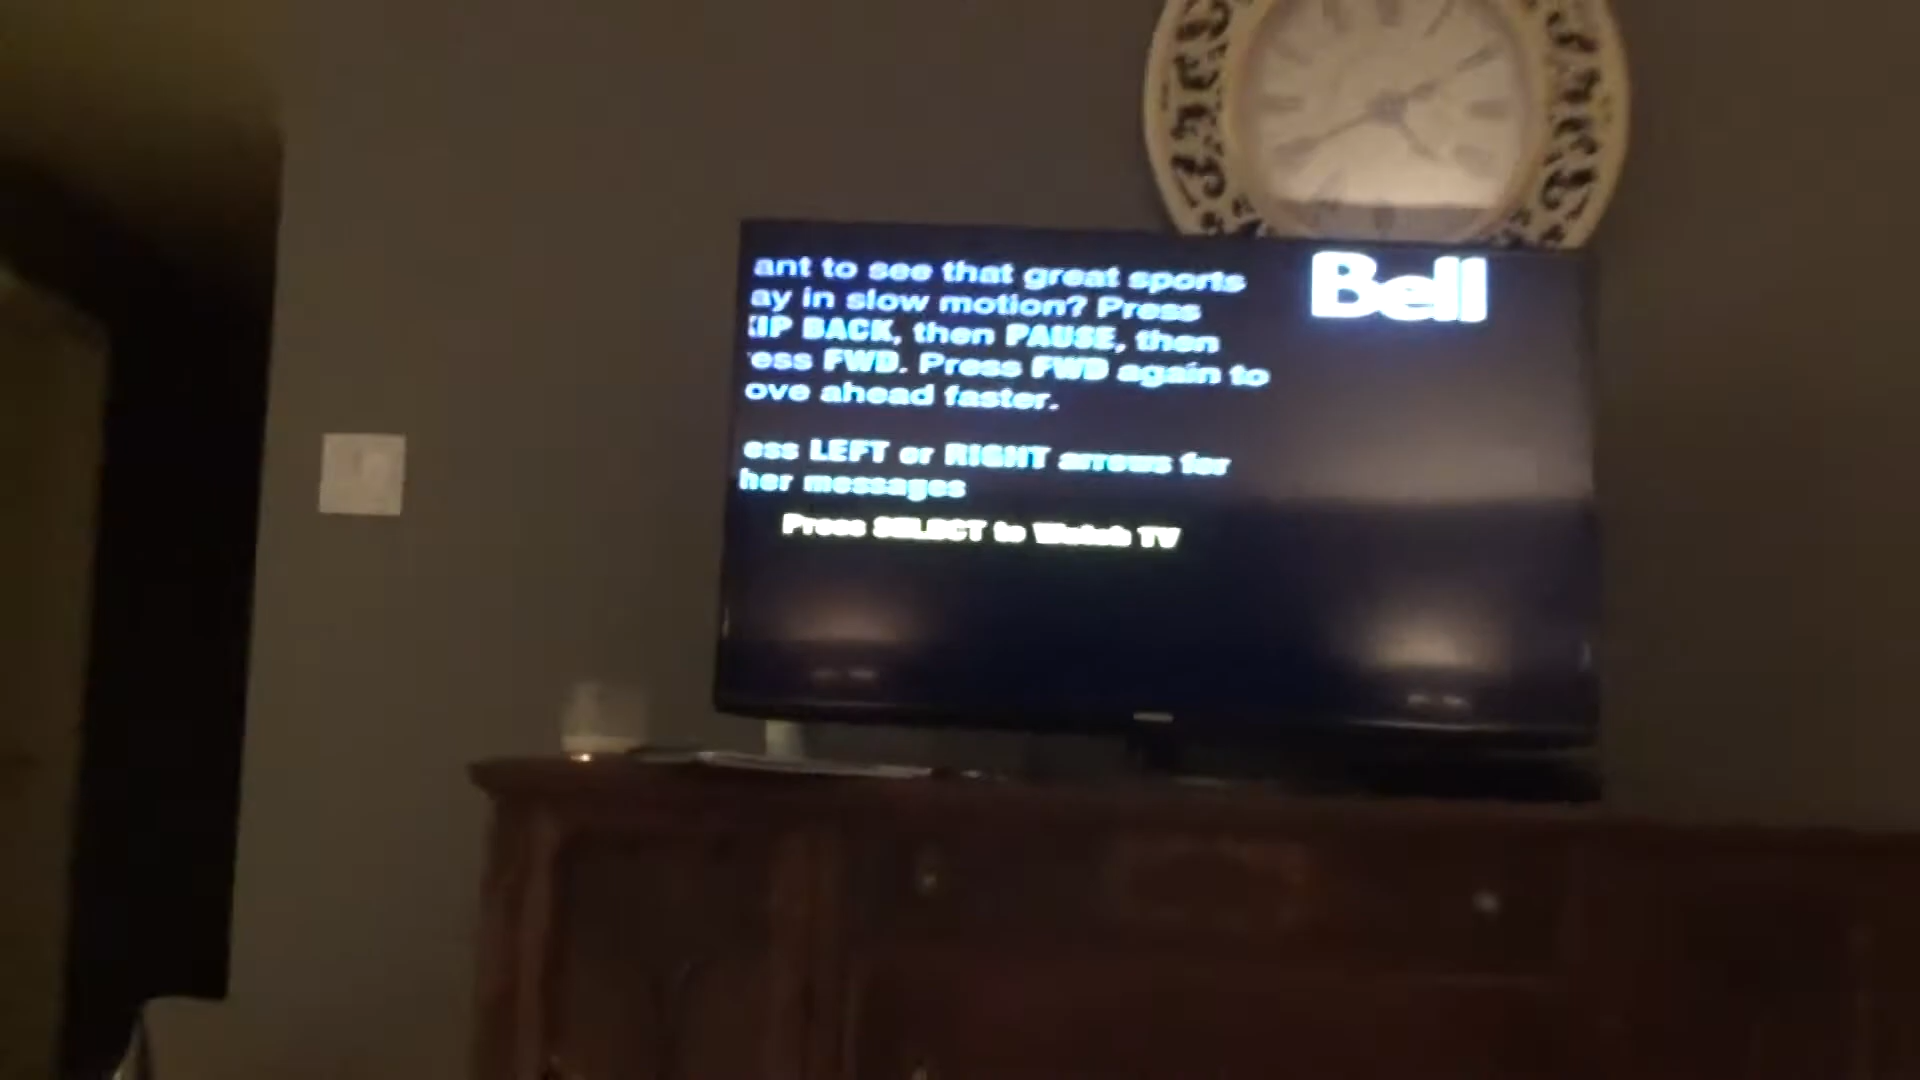 ant to see that great sports
ay in slow motion? Press
KIP BACK, then PAUSE, then
ess FWD. Press FWD again to
ove ahead faster.
ess LEFT or RIGHT arrows for
her messages
Press SELECT to Watch TV
Bell